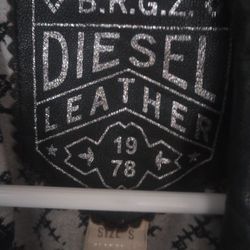 B.R.G.Z.
DIESEL
LEATHER
19
78
SIZE S